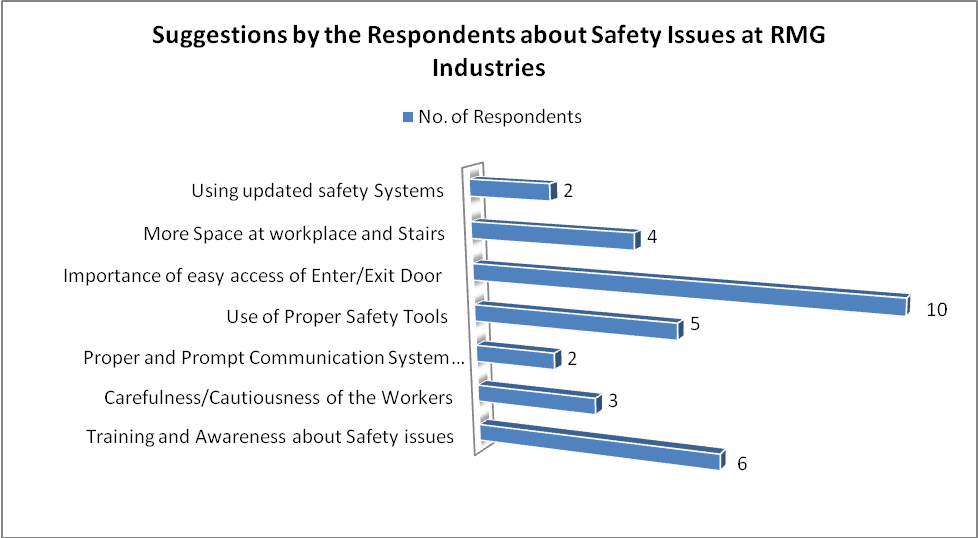 Suggestions by the Respondents about Safety Issues at RMG
Industries
No. of Respondents
Using updated safety Systems 2
More Space at workplace and Stairs 4
Importance of easy access of Enter/Exit Door 10
Use of Proper Safety Tools 5
Proper and Prompt Communication System... 2
Carefulness/Cautiousness of the Workers 3
Training and Awareness about Safety issues 6